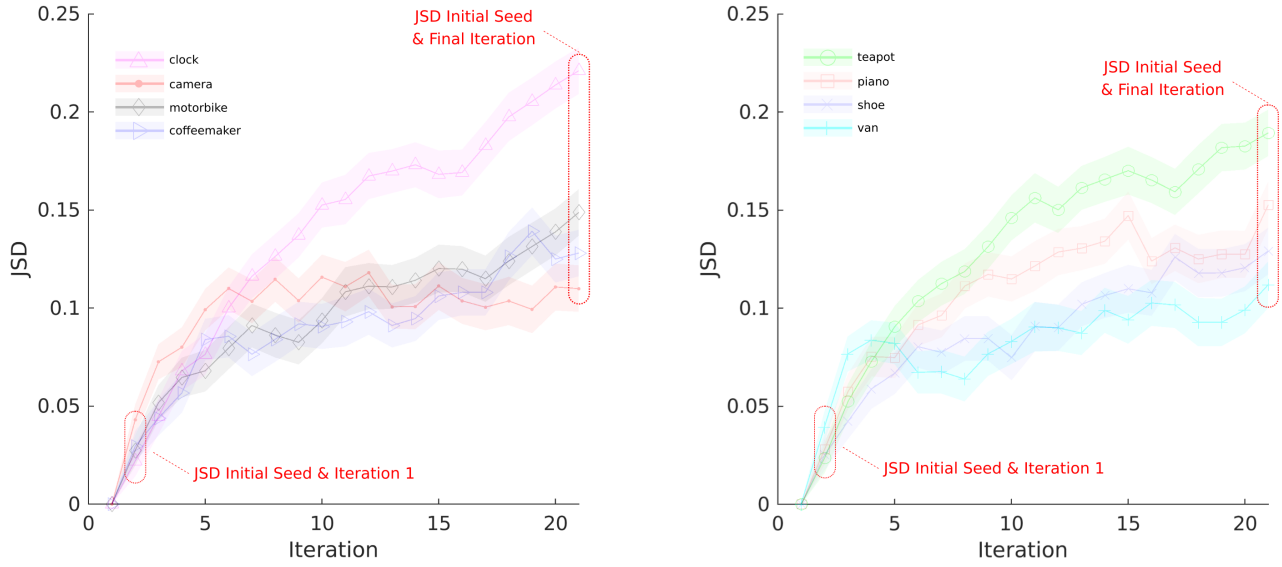 0.25
0.2
0.15
0.1
0.05
0
JSD
0 5 10 15 20
Iteration
clock
camera
motorbike
coffeemaker
JSD Initial Seed
& Final Iteration
JSD Initial Seed & Iteration 1
0.25
0.2
0.15
0.1
0.05
0
JSD
0 5 10 15 20
Iteration
teapot
piano
shoe
van
JSD Initial Seed
& Final Iteration
JSD Initial Seed & Iteration 1